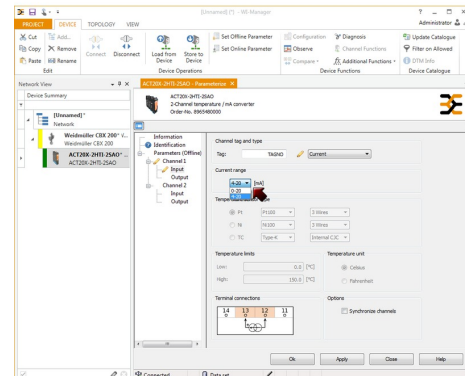 [Unnamed] (*) - WI-Manager
PROJECT DEVICE TOPOLOGY VIEW
Administrator
Cut Add...
Copy Remove
Paste Rename
Connect Disconnect
Load from Device Store to Device
Set Offline Parameter
Set Online Parameter
Configuration Diagnosis
Observe Channel Functions
Compare Additional Functions
Update Catalogue
Filter on Allowed
DTM Info
Edit Device Operations Device Functions Device Catalogue
Network View
ACT20X-2HTI-2SAO - Parameterize
Device Summary
[Unnamed]*
Network
Weidmüller CBX 200* V...
Weidmuller CBX 200
ACT20X-2HTI-2SAO* ...
ACT20X-2HTI-2SAO
ACT20X-2HTI-2SAO
2-Channel temperature / mA converter
Order-No. 8965480000
Information
Identification
Parameters (Offline)
Channel 1
Input
Output
Channel 2
Input
Output
Channel tag and type
Tag: TAGNO Current
Current range
4-20 [mA]
0-20
Pt Pt100 3 Wires
Ni Ni100 3 Wires
TC Type-K Internal CJC
Temperature limits
Low: 0.0 [°C]
High: 150.0 [°C]
Temperature unit
Celsius
Fahrenheit
Terminal connections
14 13 12 11
Options
Synchronize channels
Ok Apply Close Help
Connected Data set